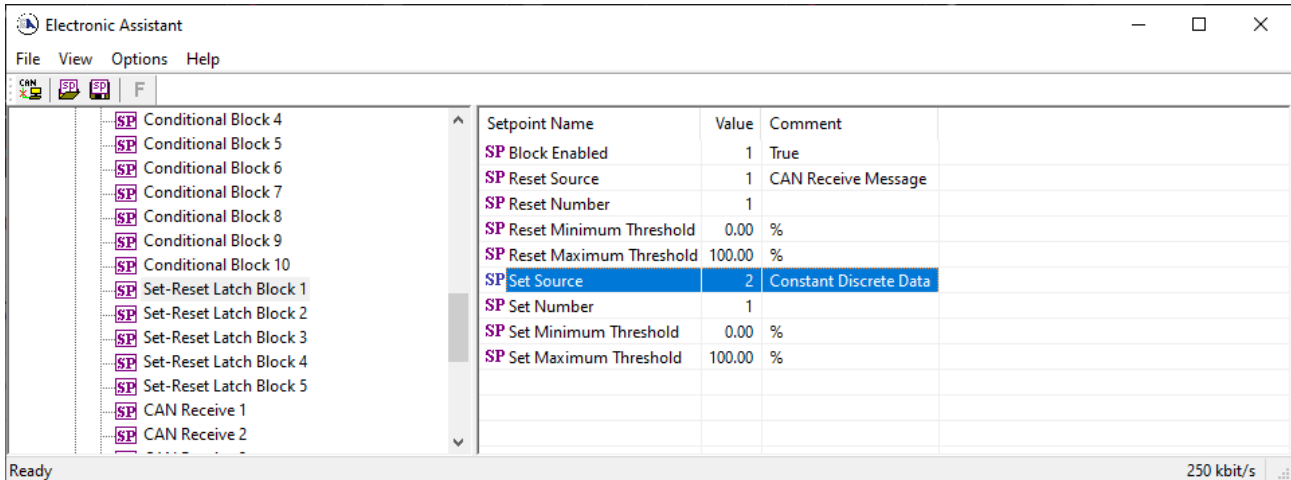 Electronic Assistant
File View Options Help
CAN SP SP F
SP Conditional Block 4
SP Conditional Block 5
SP Conditional Block 6
SP Conditional Block 7
SP Conditional Block 8
SP Conditional Block 9
SP Conditional Block 10
SP Set-Reset Latch Block 1
SP Set-Reset Latch Block 2
SP Set-Reset Latch Block 3
SP Set-Reset Latch Block 4
SP Set-Reset Latch Block 5
SP CAN Receive 1
SP CAN Receive 2
Setpoint Name Value Comment
SP Block Enabled 1 True
SP Reset Source 1 CAN Receive Message
SP Reset Number 1
SP Reset Minimum Threshold 0.00 %
SP Reset Maximum Threshold 100.00 %
SP Set Source 2 Constant Discrete Data
SP Set Number 1
SP Set Minimum Threshold 0.00 %
SP Set Maximum Threshold 100.00 %
Ready 250 kbit/s